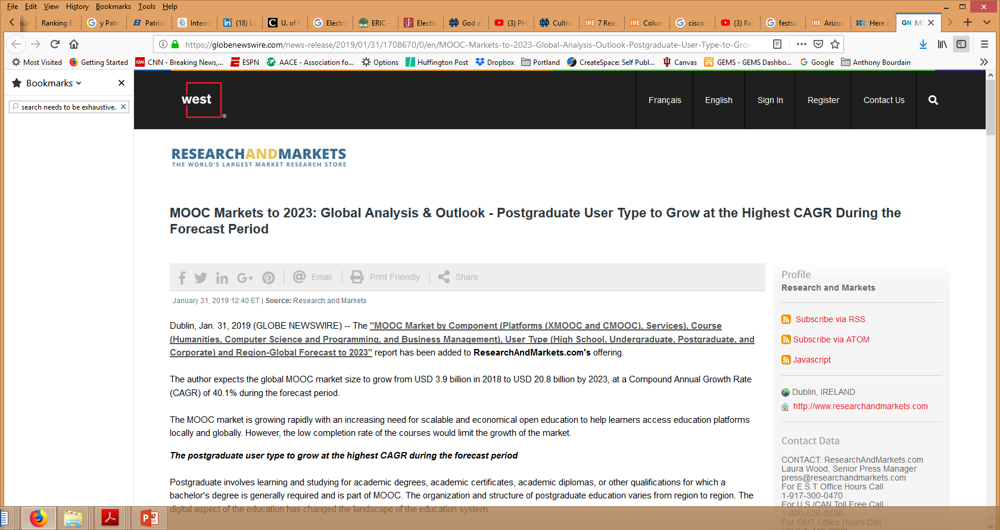 File Edit View History Bookmarks Tools Help
Ranking E y Patri Patric Intern (18) Li U. of N Electro ERIC - Electro God a (3) PH Cultiv 7 Reas Colum cisco (3) Re festsch Arizon Here a GN MO
https://globenewswire.com/news-release/2019/01/31/1708670/0/en/MOOC-Markets-to-2023-Global-Analysis-Outlook-Postgraduate-User-Type-to-Grow
Most Visited Getting Started CNN - Breaking News,... ESPN AACE - Association fo... Options Huffington Post Dropbox Portland CreateSpace: Self Publ... Canvas GEMS - GEMS Dashbo... Google Anthony Bourdain
Bookmarks
search needs to be exhaustive.
west
®
Français English Sign In Register Contact Us
RESEARCHANDMARKETS
THE WORLD'S LARGEST MARKET RESEARCH STORE
MOOC Markets to 2023: Global Analysis & Outlook - Postgraduate User Type to Grow at the Highest CAGR During the
Forecast Period
Email Print Friendly Share
January 31, 2019 12:40 ET | Source: Research and Markets
Dublin, Jan. 31, 2019 (GLOBE NEWSWIRE) -- The "MOOC Market by Component (Platforms (XMOOC and CMOOC), Services), Course
(Humanities, Computer Science and Programming, and Business Management), User Type (High School, Undergraduate, Postgraduate, and
Corporate) and Region-Global Forecast to 2023" report has been added to ResearchAndMarkets.com's offering.
The author expects the global MOOC market size to grow from USD 3.9 billion in 2018 to USD 20.8 billion by 2023, at a Compound Annual Growth Rate
(CAGR) of 40.1% during the forecast period.
The MOOC market is growing rapidly with an increasing need for scalable and economical open education to help learners access education platforms
locally and globally. However, the low completion rate of the courses would limit the growth of the market.
The postgraduate user type to grow at the highest CAGR during the forecast period
Postgraduate involves learning and studying for academic degrees, academic certificates, academic diplomas, or other qualifications for which a
bachelor's degree is generally required and is part of MOOC. The organization and structure of postgraduate education varies from region to region. The
digital aspect of the education has changed the landscape of the education system.
Profile
Research and Markets
Subscribe via RSS
Subscribe via ATOM
Javascript
Dublin, IRELAND
http://www.researchandmarkets.com
Contact Data
CONTACT: ResearchAndMarkets.com
Laura Wood, Senior Press Manager
press@researchandmarkets.com
For E.S.T Office Hours Call
1-917-300-0470
For U.S./CAN Toll Free Call
1-800-526-8630
For GMT Office Hours Call